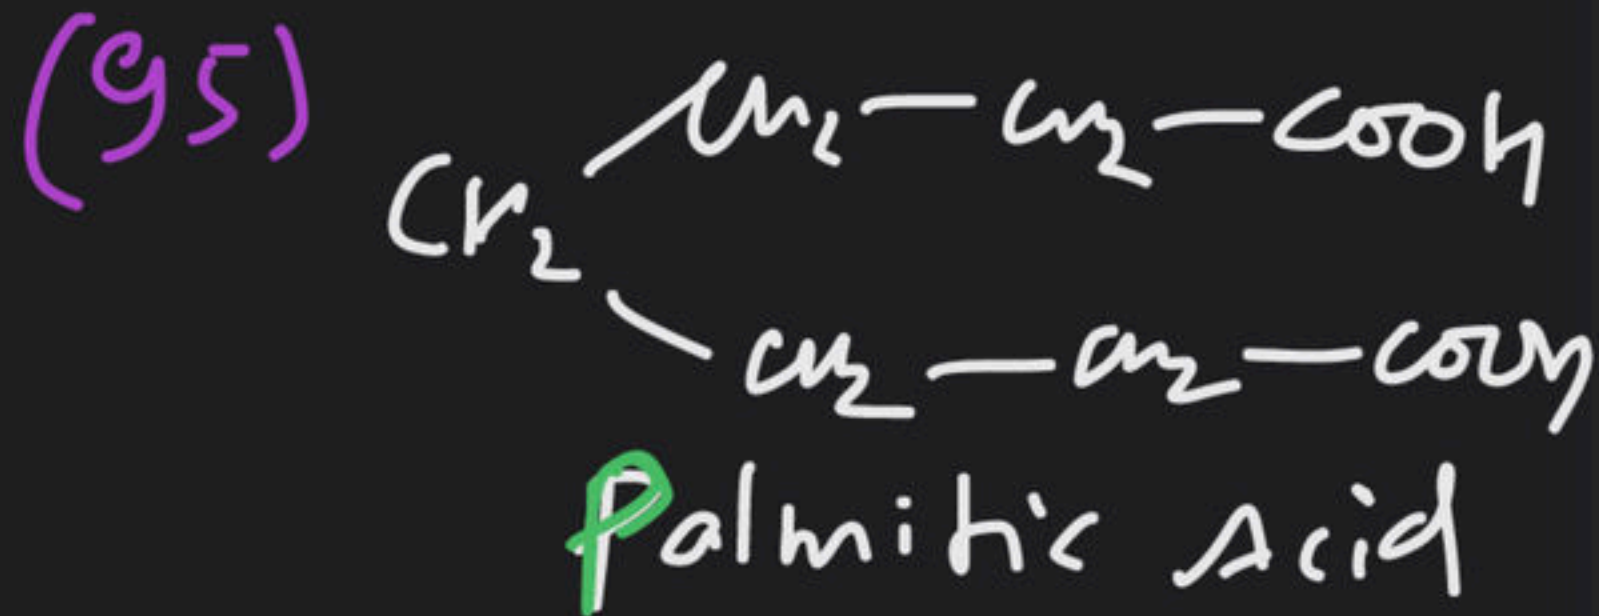 (95)
CH2 — CH2 — COOH
CH2
CH2 — CH2 — COOH
Palmitic Acid